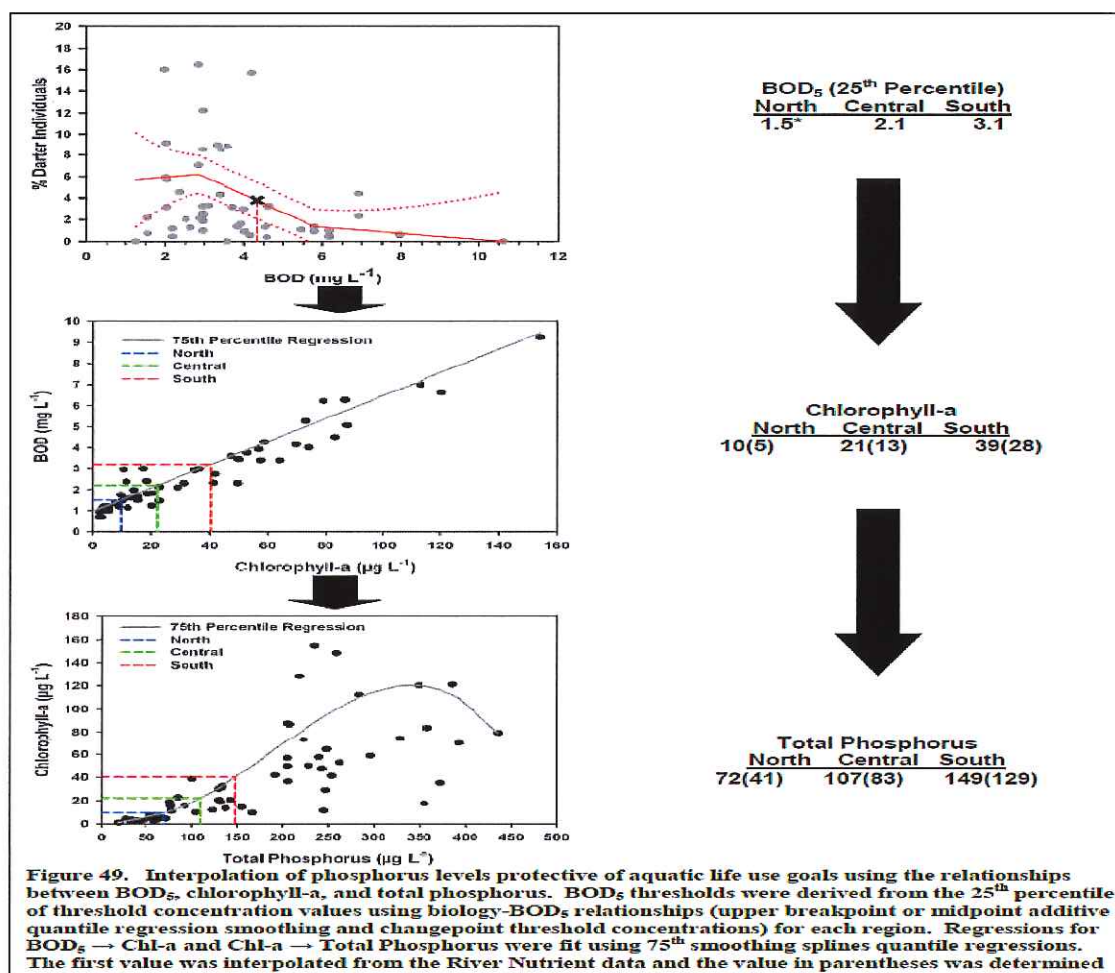 20
18
16
14
12
10
8
6
4
2
0
% Darter Individuals
0 2 4 6 8 10 12
BOD (mg L-1)
BOD5 (25th Percentile)
North Central South
1.5* 2.1 3.1
10
9
8
7
6
5
4
3
2
1
0
BOD (mg L-1)
75th Percentile Regression
North
Central
South
0 20 40 60 80 100 120 140 160
Chlorophyll-a (µg L-1)
Chlorophyll-a
North Central South
10(5) 21(13) 39(28)
180
160
140
120
100
80
60
40
20
0
Chlorophyll-a (µg L-1)
75th Percentile Regression
North
Central
South
0 50 100 150 200 250 300 350 400 450 500
Total Phosphorus (µg L-1)
Total Phosphorus
North Central South
72(41) 107(83) 149(129)
Figure 49. Interpolation of phosphorus levels protective of aquatic life use goals using the relationships
between BOD5, chlorophyll-a, and total phosphorus. BOD5 thresholds were derived from the 25th percentile
of threshold concentration values using biology-BOD5 relationships (upper breakpoint or midpoint additive
quantile regression smoothing and changepoint threshold concentrations) for each region. Regressions for
BOD5 → Chl-a and Chl-a → Total Phosphorus were fit using 75th smoothing splines quantile regressions.
The first value was interpolated from the River Nutrient data and the value in parentheses was determined